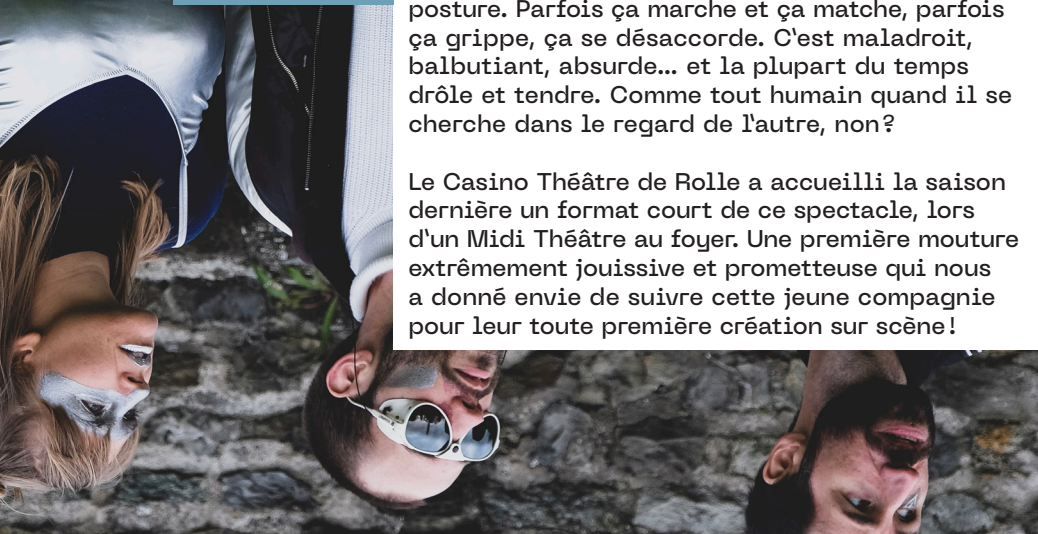 posture. Parfois ça marche et ça matche, parfois
ça grippe, ça se désaccorde. C'est maladroit,
balbutiant, absurde... et la plupart du temps
drôle et tendre. Comme tout humain quand il se
cherche dans le regard de l'autre, non?

Le Casino Théâtre de Rolle a accueilli la saison
dernière un format court de ce spectacle, lors
d'un Midi Théâtre au foyer. Une première mouture
extrêmement jouissive et prometteuse qui nous
a donné envie de suivre cette jeune compagnie
pour leur toute première création sur scène!